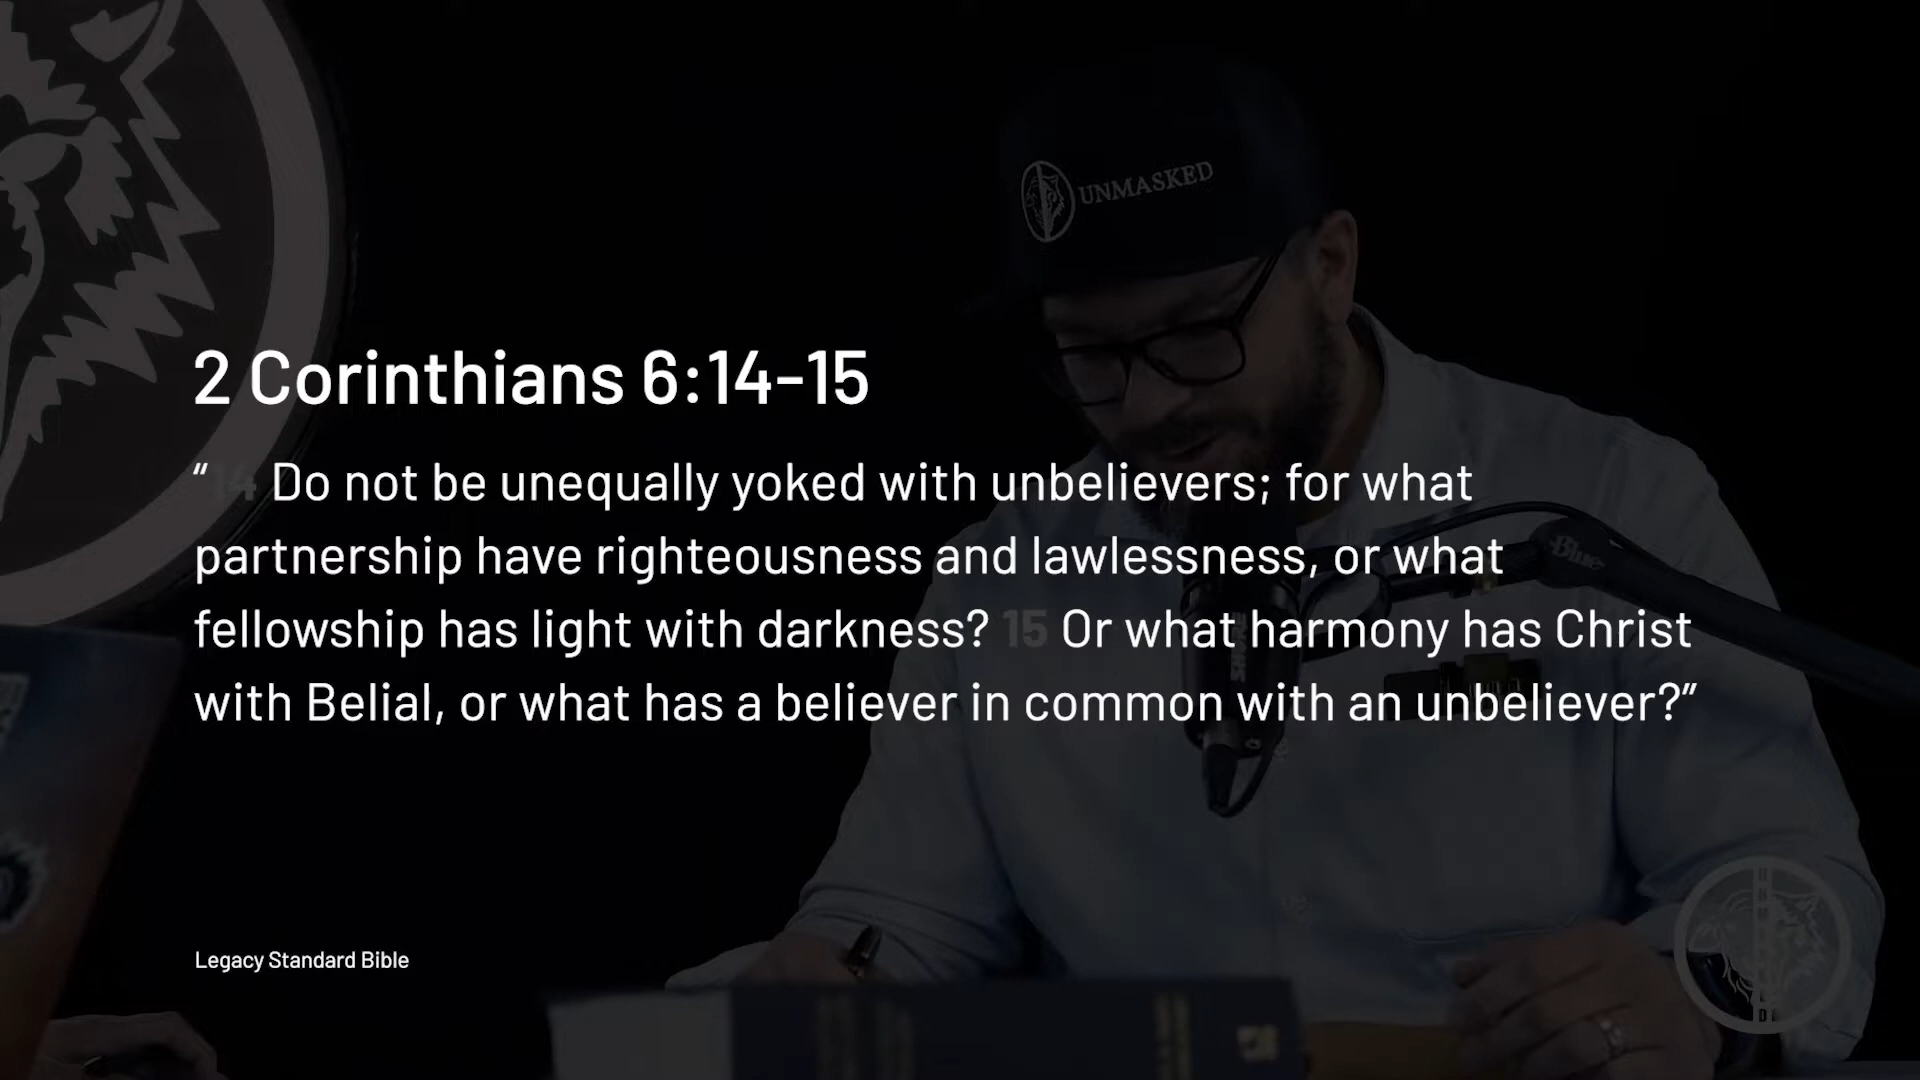 UNMASKED
2 Corinthians 6:14-15
“ 14 Do not be unequally yoked with unbelievers; for what
partnership have righteousness and lawlessness, or what
fellowship has light with darkness? 15 Or what harmony has Christ
with Belial, or what has a believer in common with an unbeliever?”
Blue
SHURE
Legacy Standard Bible